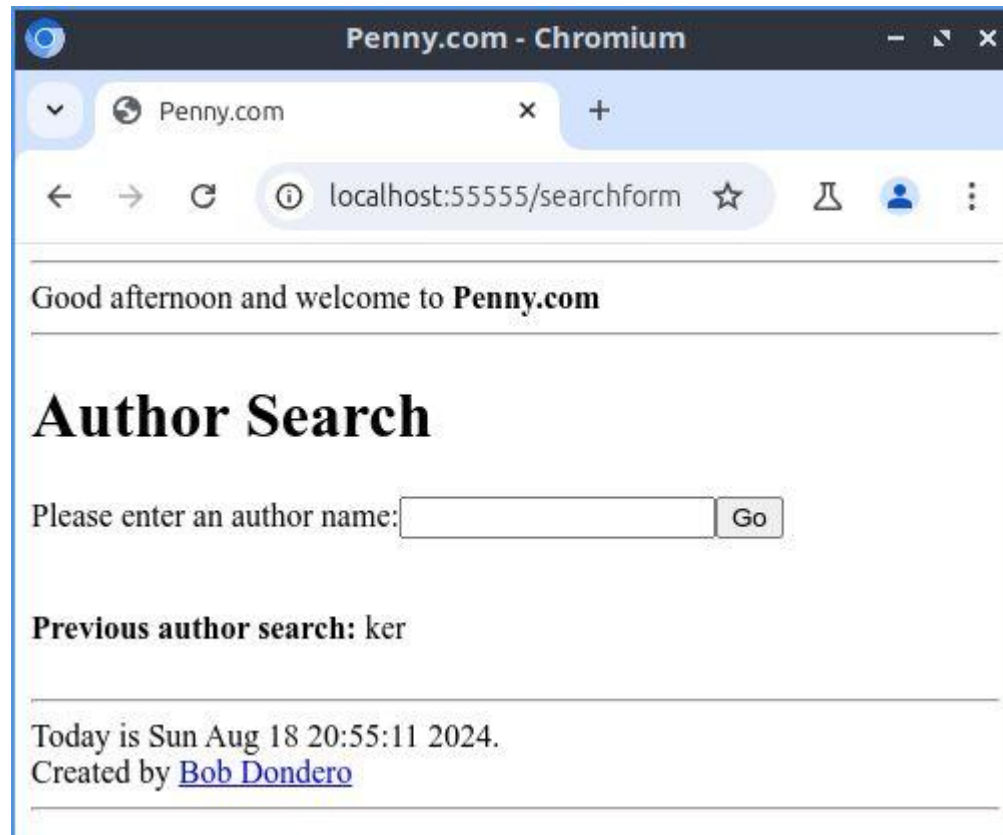 Penny.com - Chromium
Penny.com
localhost:55555/searchform
Good afternoon and welcome to Penny.com
Author Search
Please enter an author name: Go
Previous author search: ker
Today is Sun Aug 18 20:55:11 2024.
Created by Bob Dondero